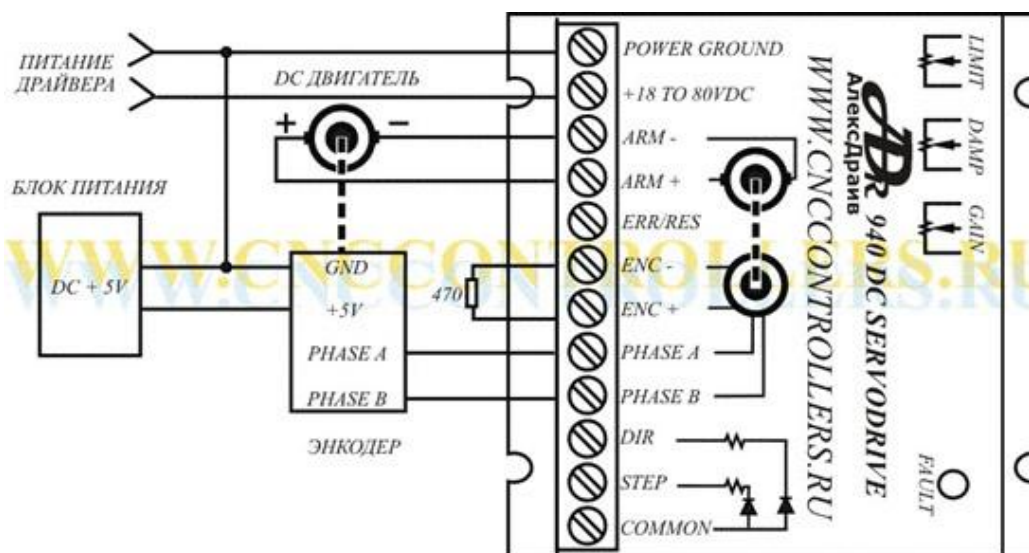 ПИТАНИЕ
ДРАЙВЕРА
DC ДВИГАТЕЛЬ
+
–
БЛОК ПИТАНИЯ
DC + 5V
GND
+5V
PHASE A
PHASE B
ЭНКОДЕР
470
POWER GROUND
+18 TO 80VDC
ARM -
ARM +
ERR/RES
ENC -
ENC +
PHASE A
PHASE B
DIR
STEP
COMMON
WWW.CNCCONTROLLERS.RU
АлексДрайв
940 DC SERVODRIVE
LIMIT
DAMP
GAIN
FAULT
WWW.CNCCONTROLLERS.RU